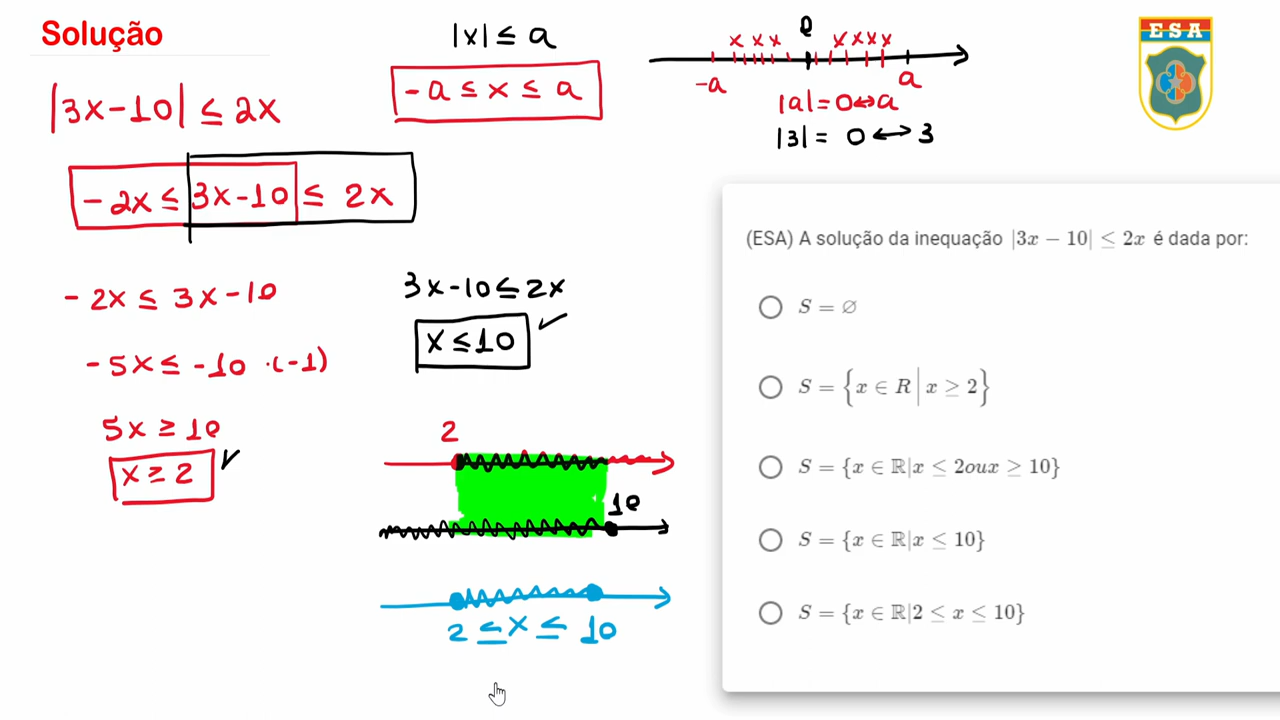 Solução
|x| ≤ a
-a ≤ x ≤ a
|3x-10| ≤ 2x
-2x ≤ 3x-10 ≤ 2x
-2x ≤ 3x-10
-5x ≤ -10 ·(-1)
5x ≥ 10
x ≥ 2
3x-10 ≤ 2x
x ≤ 10
2
10
2 ≤ x ≤ 10
0
x x x x x x x
-a a
|a| = 0↔a
|3| = 0 ↔ 3
ESA
(ESA) A solução da inequação |3x − 10| ≤ 2x é dada por:
S = ∅
S = {x ∈ R | x ≥ 2}
S = {x ∈ ℝ|x ≤ 2oux ≥ 10}
S = {x ∈ ℝ|x ≤ 10}
S = {x ∈ ℝ|2 ≤ x ≤ 10}